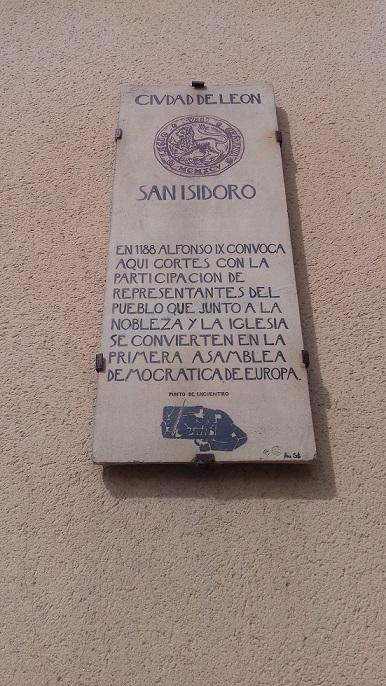 CIVDAD DE LEON
MCMXCV
SAN ISIDORO
EN 1188 ALFONSO IX CONVOCA
AQUI CORTES CON LA
PARTICIPACION DE
REPRESENTANTES DEL
PUEBLO QUE JUNTO A LA
NOBLEZA Y LA IGLESIA
SE CONVIERTEN EN LA
PRIMERA ASAMBLEA
DEMOCRATICA DE EUROPA.
PUNTO DE ENCUENTRO